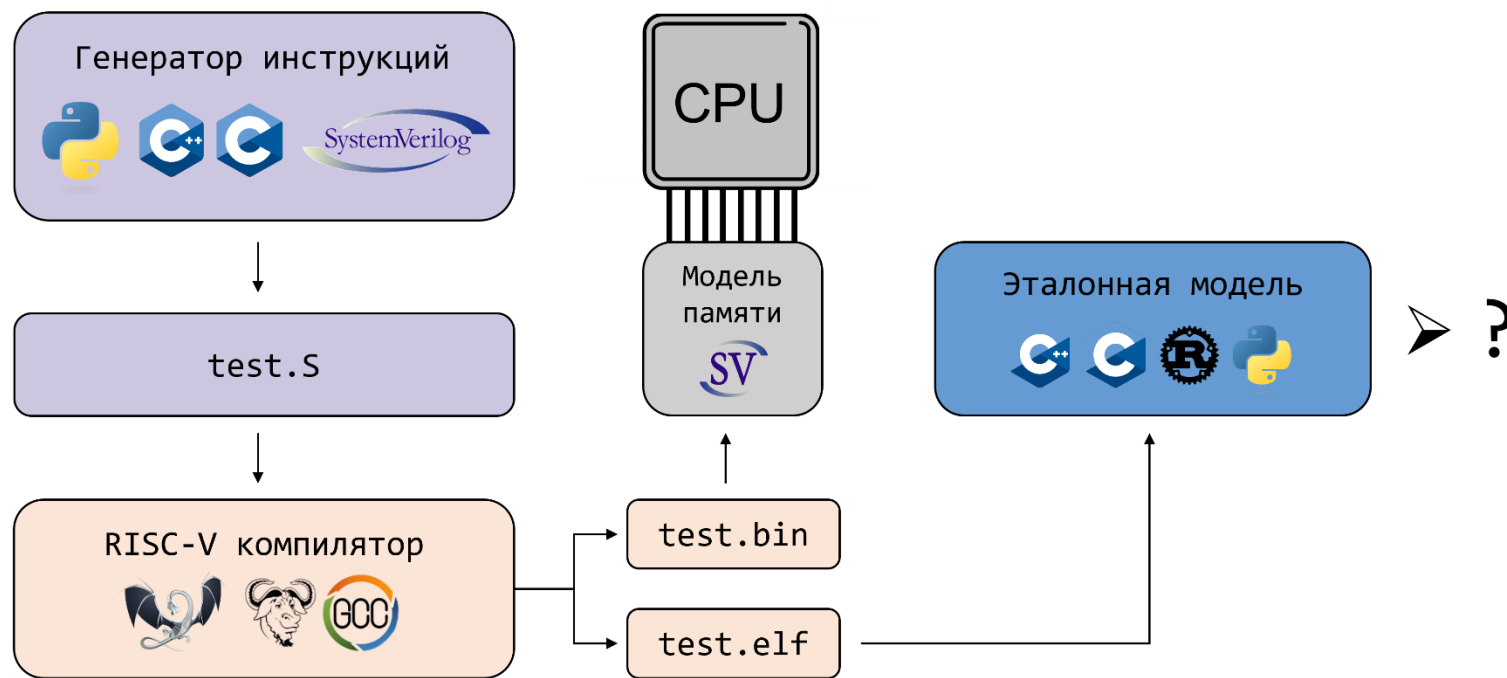 Генератор инструкций
C++
C
SystemVerilog
test.S
RISC-V компилятор
GCC
CPU
Модель
памяти
SV
test.bin
test.elf
Эталонная модель
C++
C
R
?